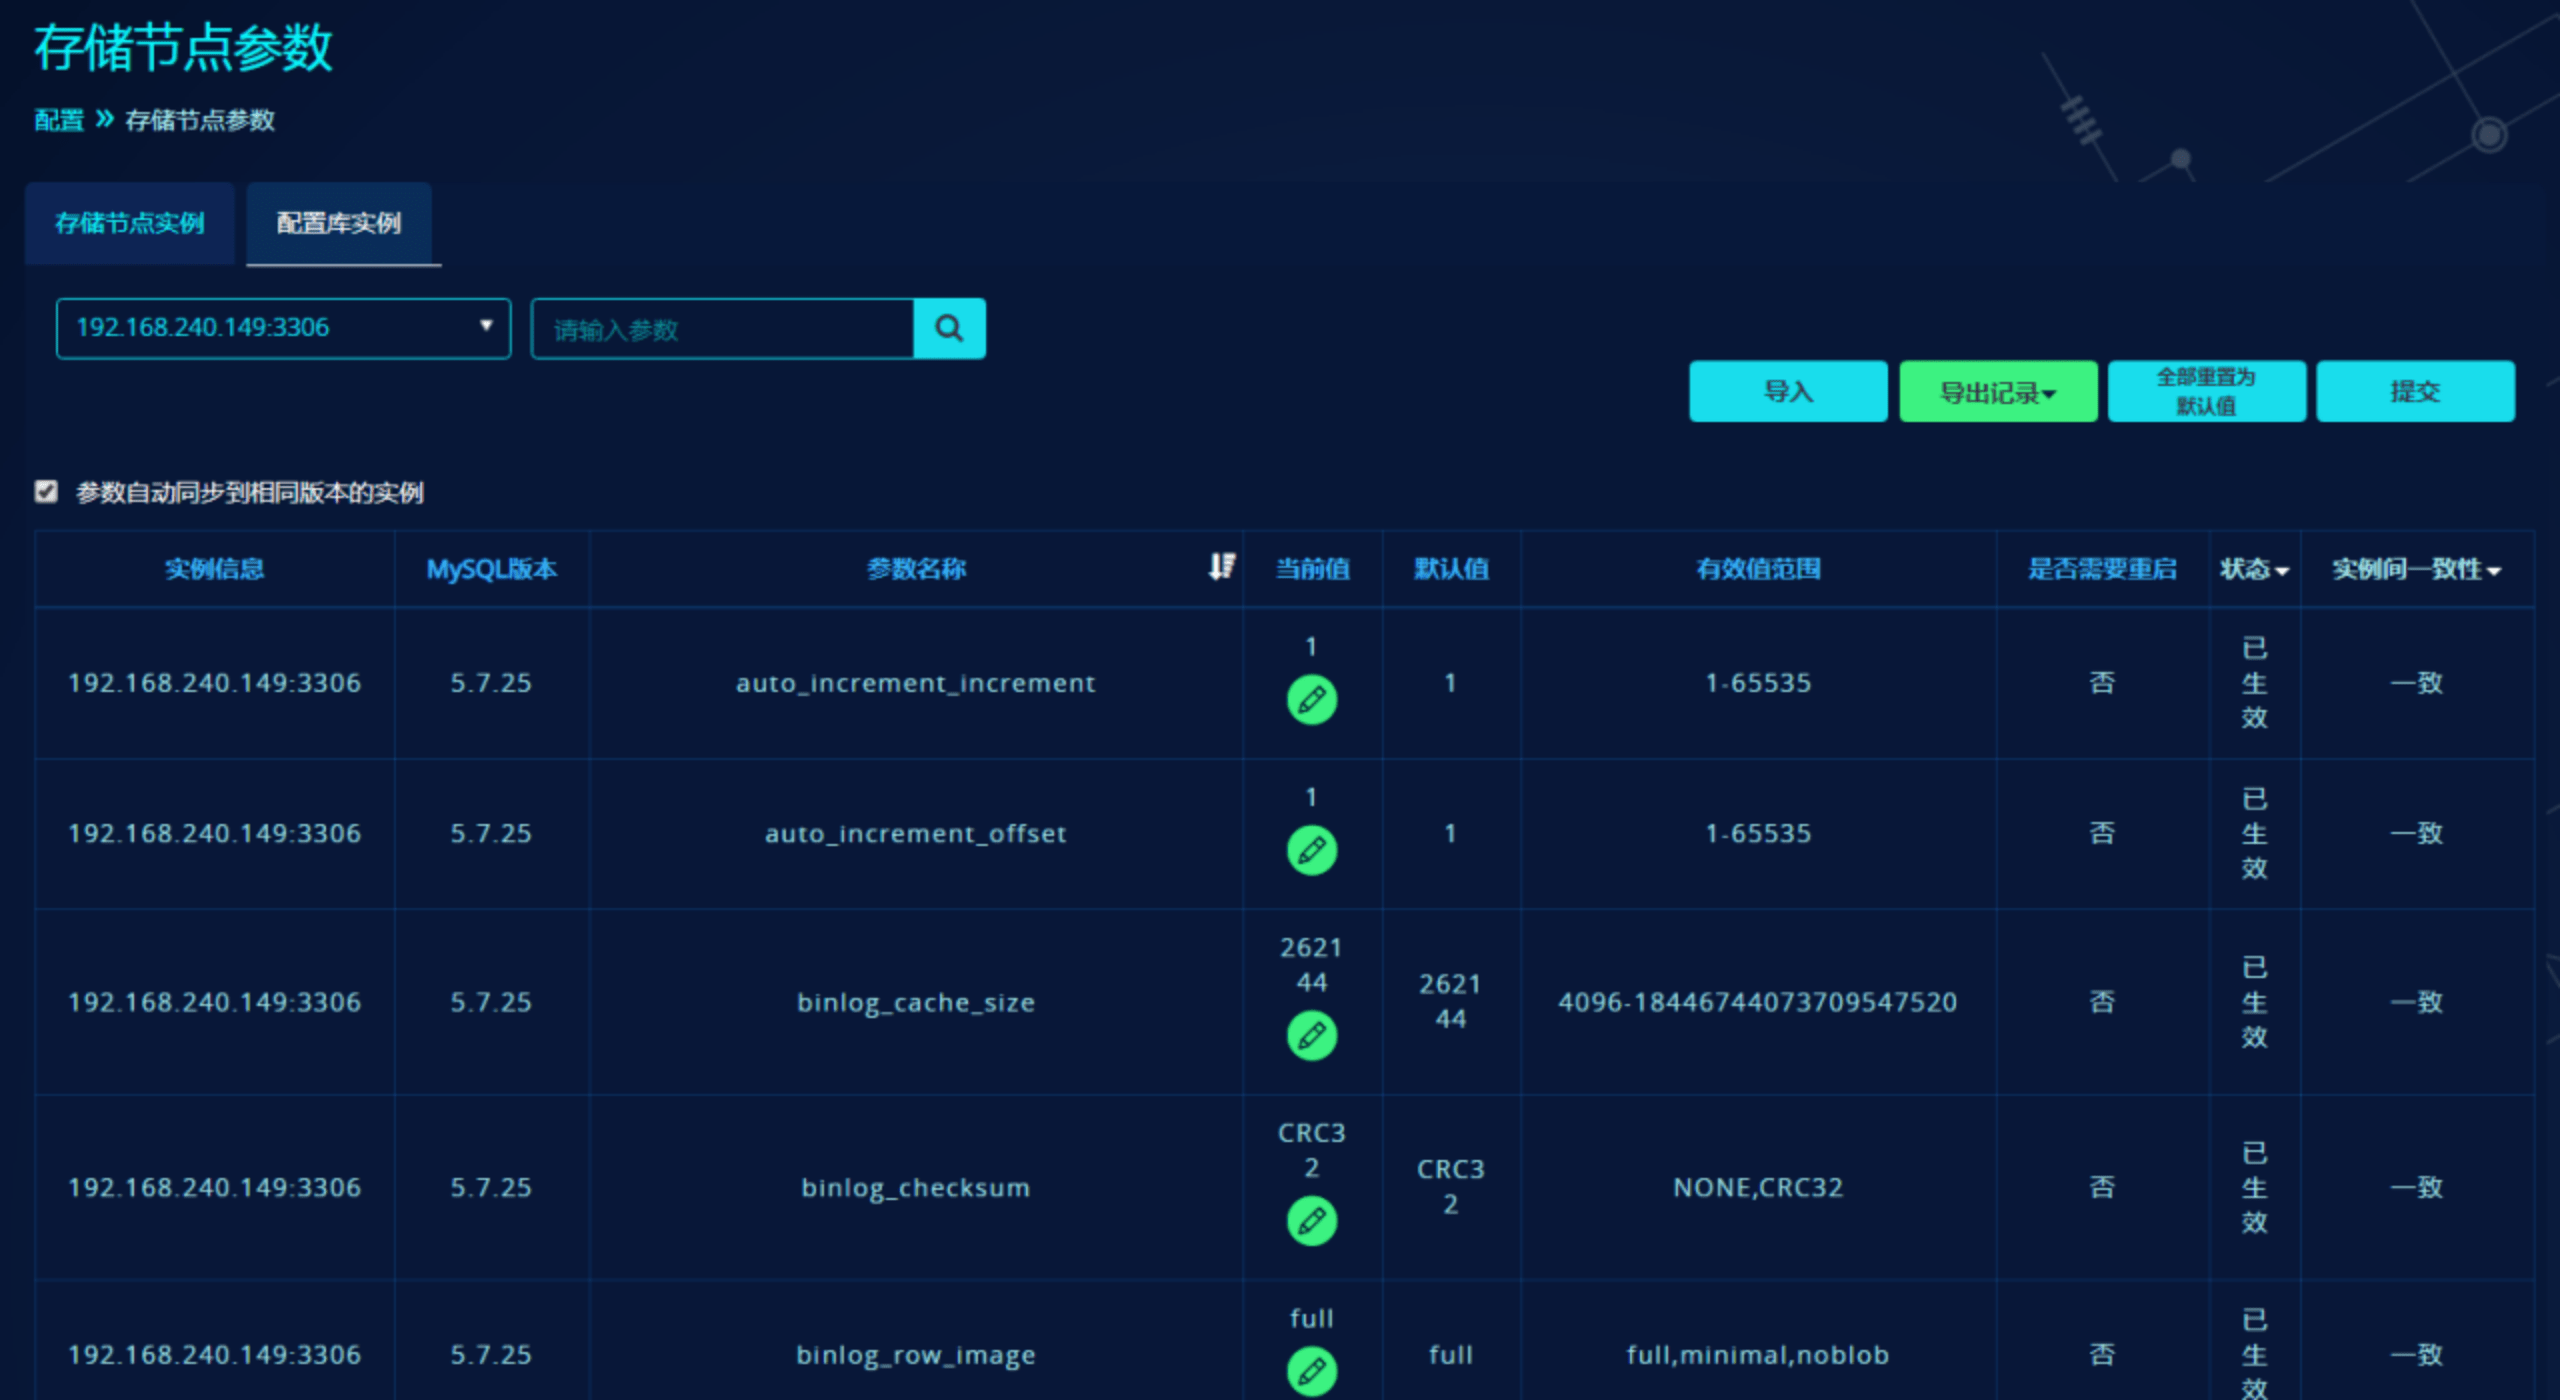 存储节点参数
配置 » 存储节点参数
存储节点实例 配置库实例
192.168.240.149:3306 请输入参数
导入 导出记录 全部重置为
默认值 提交
参数自动同步到相同版本的实例
实例信息 MySQL版本 参数名称 当前值 默认值 有效值范围 是否需要重启 状态 实例间一致性
192.168.240.149:3306 5.7.25 auto_increment_increment 1 1 1-65535 否 已生效 一致
192.168.240.149:3306 5.7.25 auto_increment_offset 1 1 1-65535 否 已生效 一致
192.168.240.149:3306 5.7.25 binlog_cache_size 262144 262144 4096-18446744073709547520 否 已生效 一致
192.168.240.149:3306 5.7.25 binlog_checksum CRC32 CRC32 NONE,CRC32 否 已生效 一致
192.168.240.149:3306 5.7.25 binlog_row_image full full full,minimal,noblob 否 已生效 一致